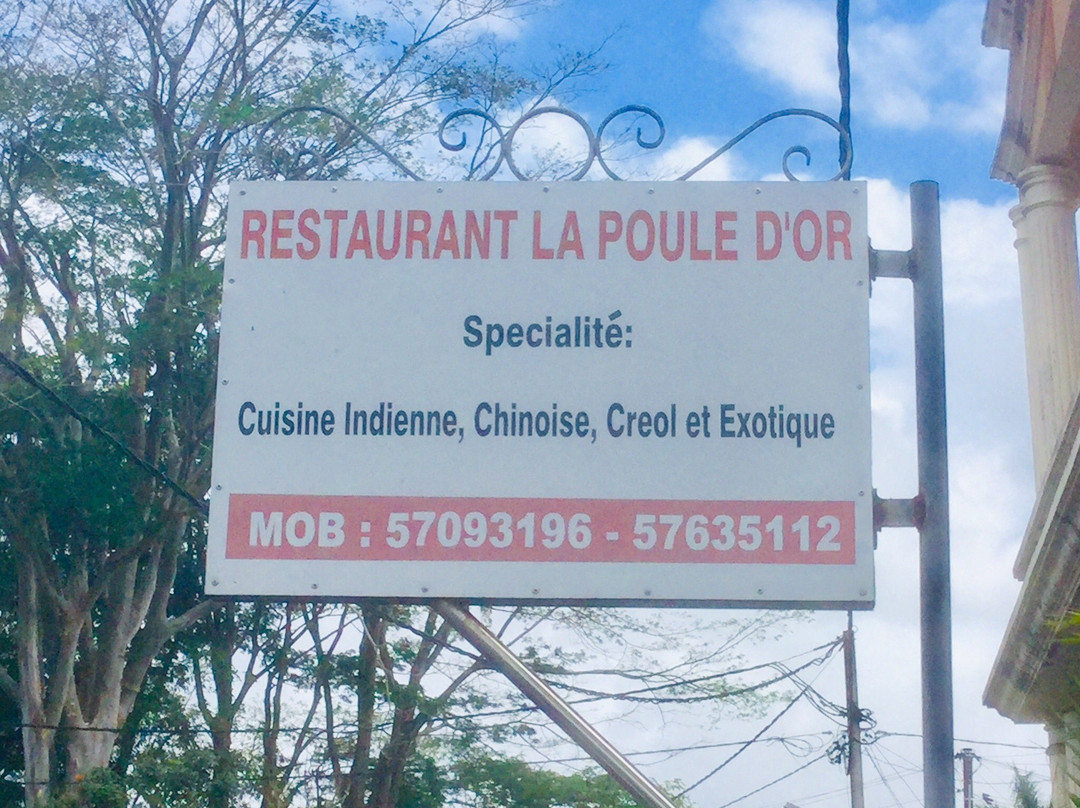 RESTAURANT LA POULE D'OR
Specialité:
Cuisine Indienne, Chinoise, Creol et Exotique
MOB : 57093196 - 57635112